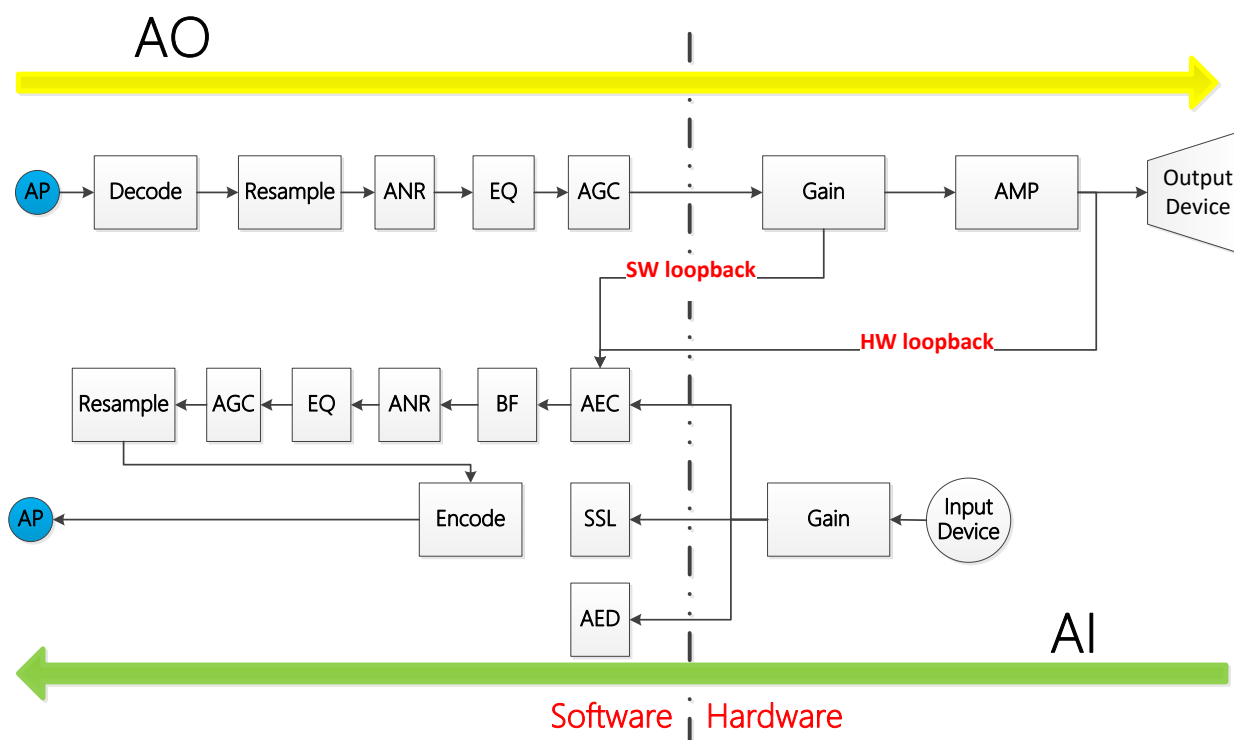 AO
AP
Decode
Resample
ANR
EQ
AGC
Gain
AMP
Output
Device
SW loopback
HW loopback
Resample
AGC
EQ
ANR
BF
AEC
AP
Encode
SSL
Gain
Input
Device
AED
AI
Software
Hardware